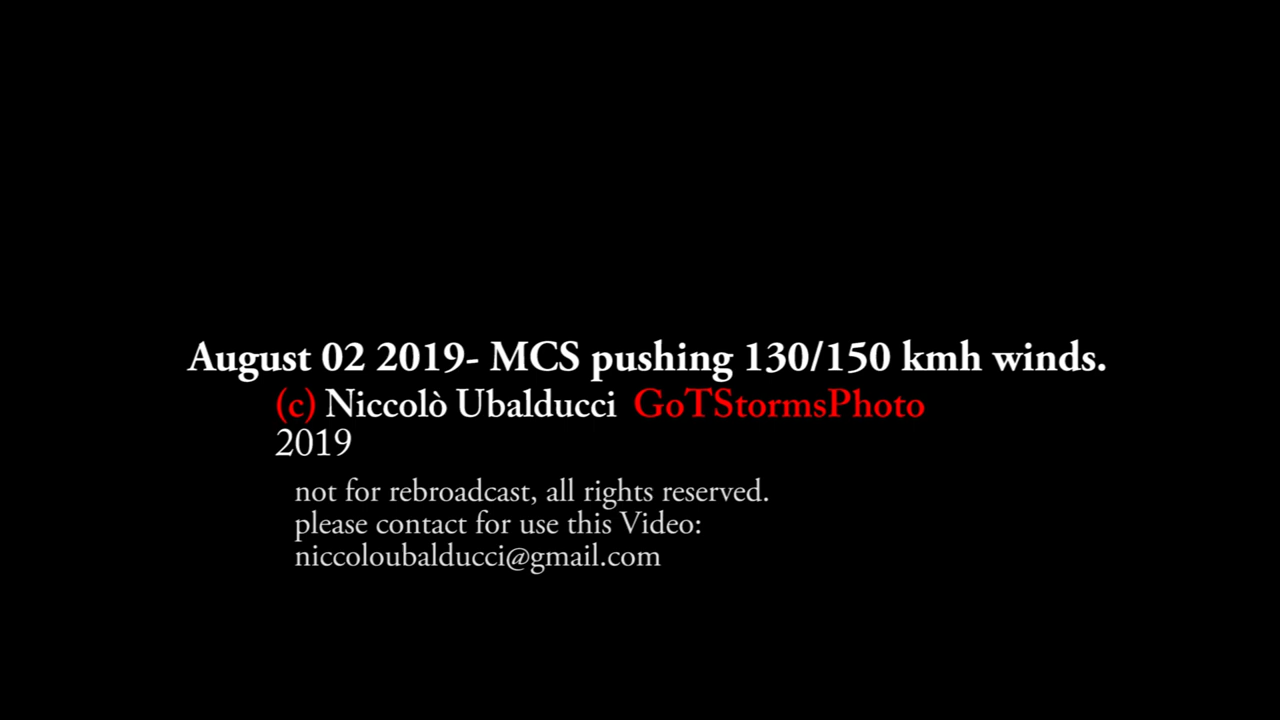 August 02 2019- MCS pushing 130/150 kmh winds.
(c) Niccolò Ubalducci GoTStormsPhoto
2019
not for rebroadcast, all rights reserved.
please contact for use this Video:
niccoloubalducci@gmail.com